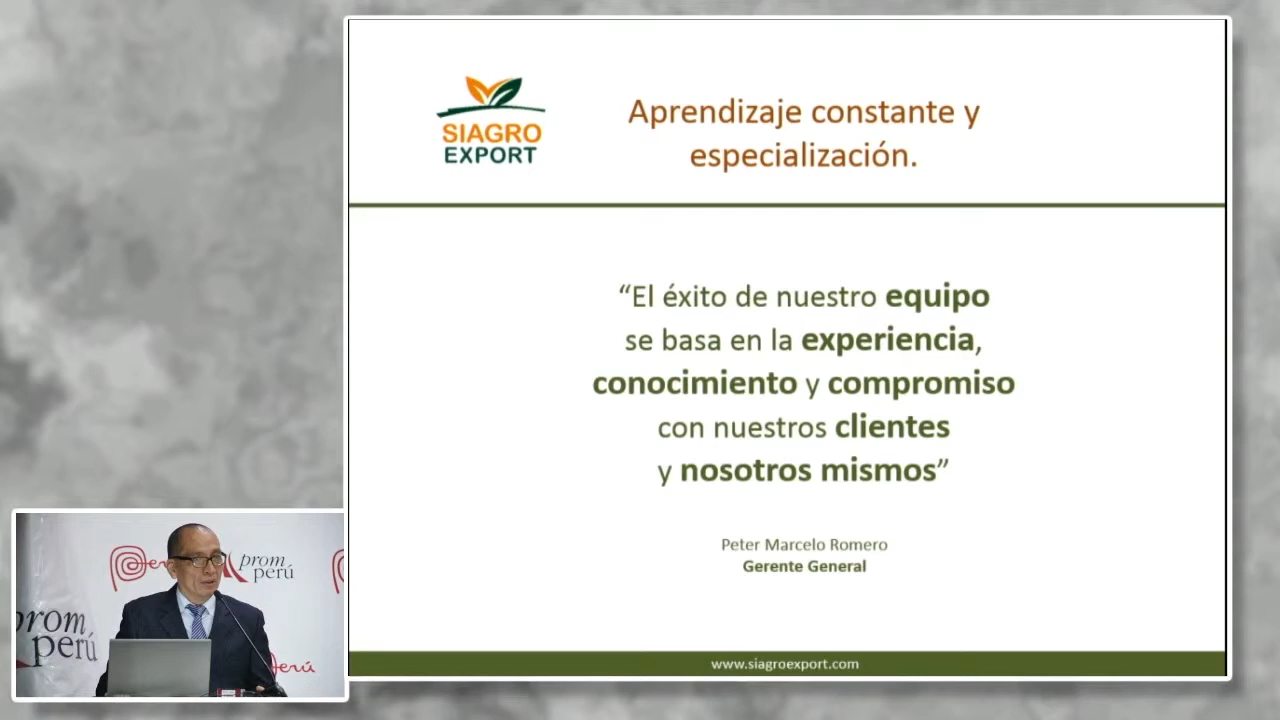 SIAGRO
EXPORT
Aprendizaje constante y
especialización.
“El éxito de nuestro equipo
se basa en la experiencia,
conocimiento y compromiso
con nuestros clientes
y nosotros mismos”
Peter Marcelo Romero
Gerente General
www.siagroexport.com
prom
perú
prom
perú